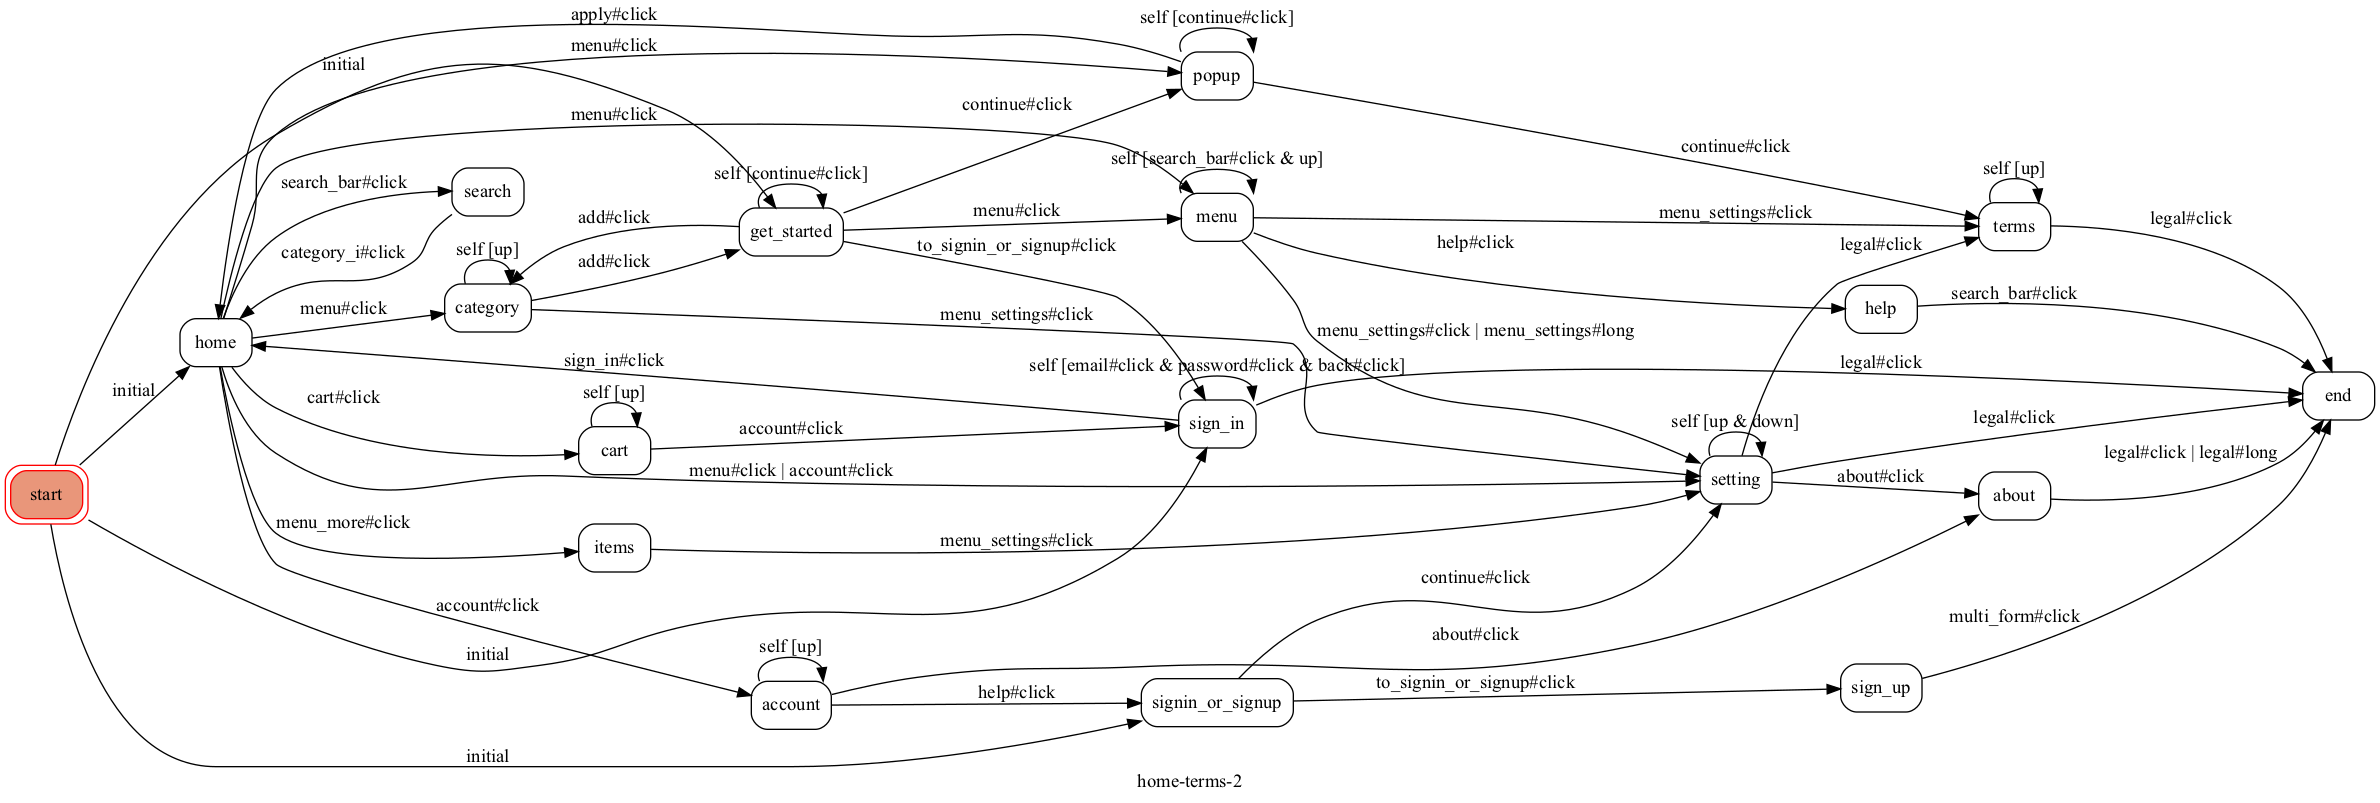 apply#click
self [continue#click]
menu#click
initial
popup
continue#click
menu#click
continue#click
self [search_bar#click & up]
self [up]
self [continue#click]
search_bar#click
search
add#click
menu#click
menu
menu_settings#click
legal#click
get_started
terms
to_signin_or_signup#click
help#click
legal#click
self [up]
category_i#click
add#click
search_bar#click
category
help
menu#click
menu_settings#click
menu_settings#click | menu_settings#long
home
sign_in#click
self [email#click & password#click & back#click]
legal#click
initial
self [up]
cart#click
end
account#click
sign_in
self [up & down]
legal#click
cart
menu#click | account#click
legal#click | legal#long
setting
about#click
start
about
menu_more#click
items
menu_settings#click
continue#click
account#click
multi_form#click
about#click
self [up]
initial
help#click
to_signin_or_signup#click
sign_up
account
signin_or_signup
initial
home-terms-2